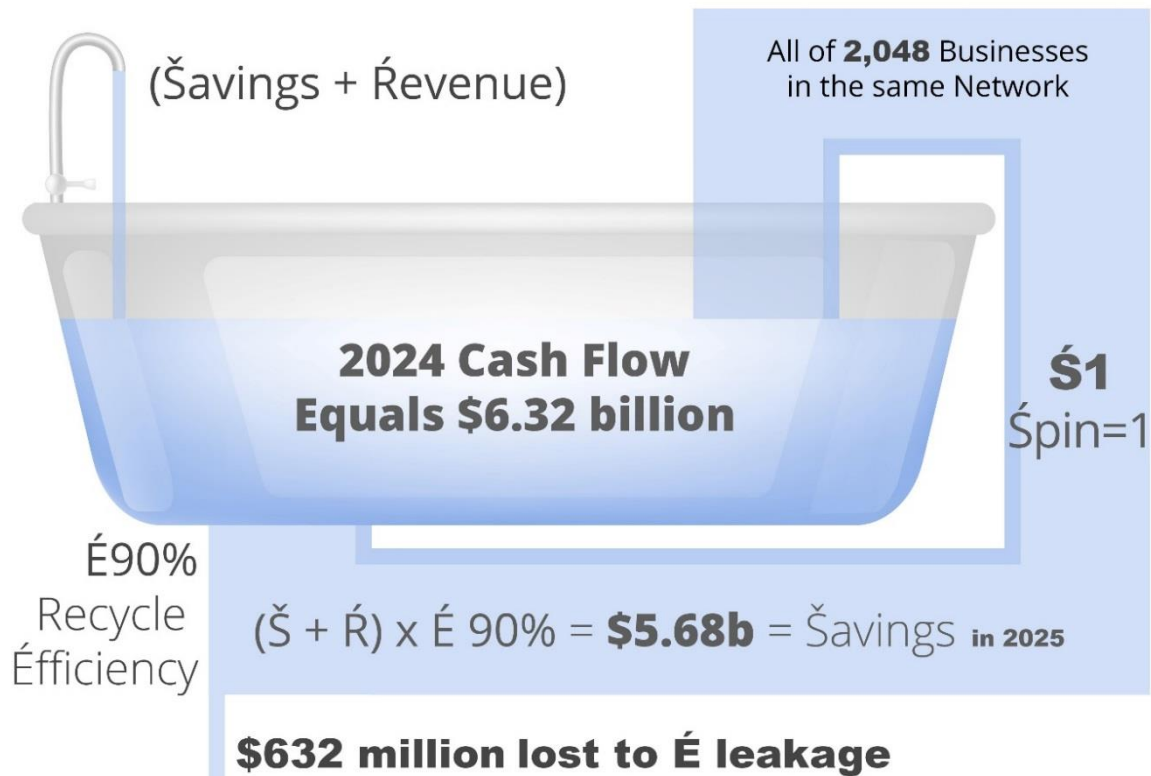 (Šavings + Ŕevenue)
All of 2,048 Businesses
in the same Network
2024 Cash Flow
Equals $6.32 billion
Ś1
Śpin=1
É90%
Recycle
Éfficiency
(Š + Ŕ) x É 90% = $5.68b = Šavings in 2025
$632 million lost to É leakage